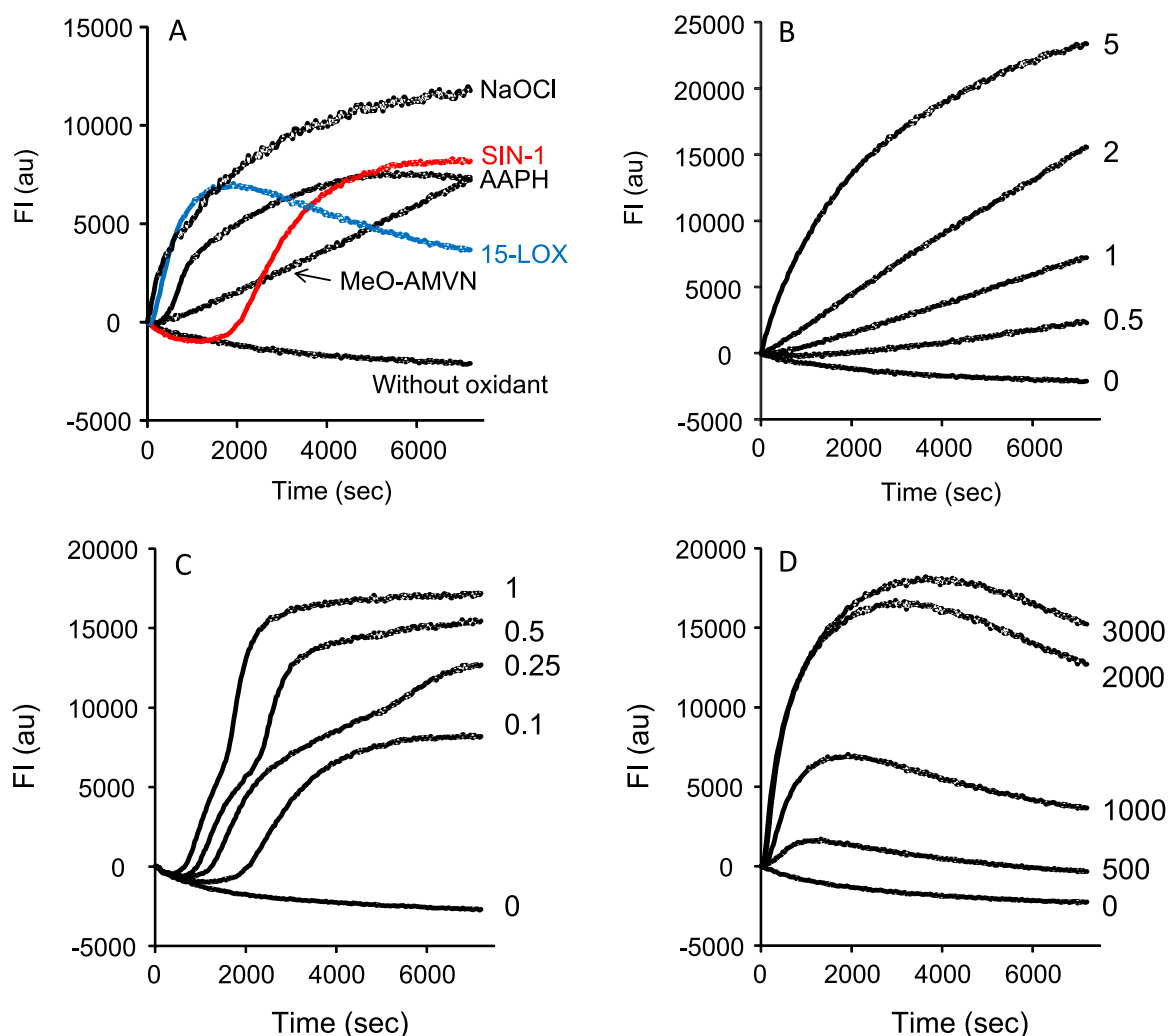 A
15000
10000
5000
0
-5000
FI (au)
NaOCl
SIN-1
AAPH
15-LOX
MeO-AMVN
Without oxidant
0 2000 4000 6000
Time (sec)
B
25000
20000
15000
10000
5000
0
-5000
FI (au)
5
2
1
0.5
0
0 2000 4000 6000
Time (sec)
C
20000
15000
10000
5000
0
-5000
FI (au)
1
0.5
0.25
0.1
0
0 2000 4000 6000
Time (sec)
D
20000
15000
10000
5000
0
-5000
FI (au)
3000
2000
1000
500
0
0 2000 4000 6000
Time (sec)